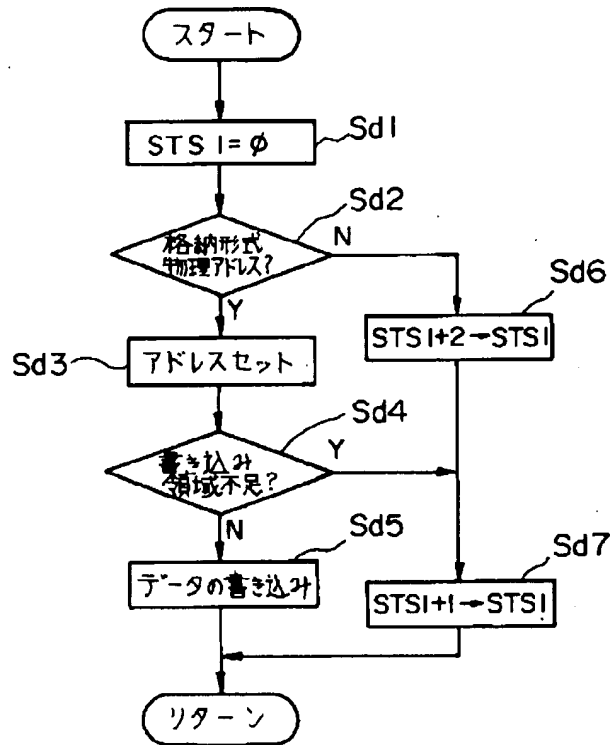 スタート
Sd1
STS1=φ
Sd2
格納形式
物理アドレス?
N
Y
Sd6
STS1+2→STS1
Sd3
アドレスセット
Sd4
書き込み
領域不足?
Y
N
Sd5
データの書き込み
Sd7
STS1+1→STS1
リターン